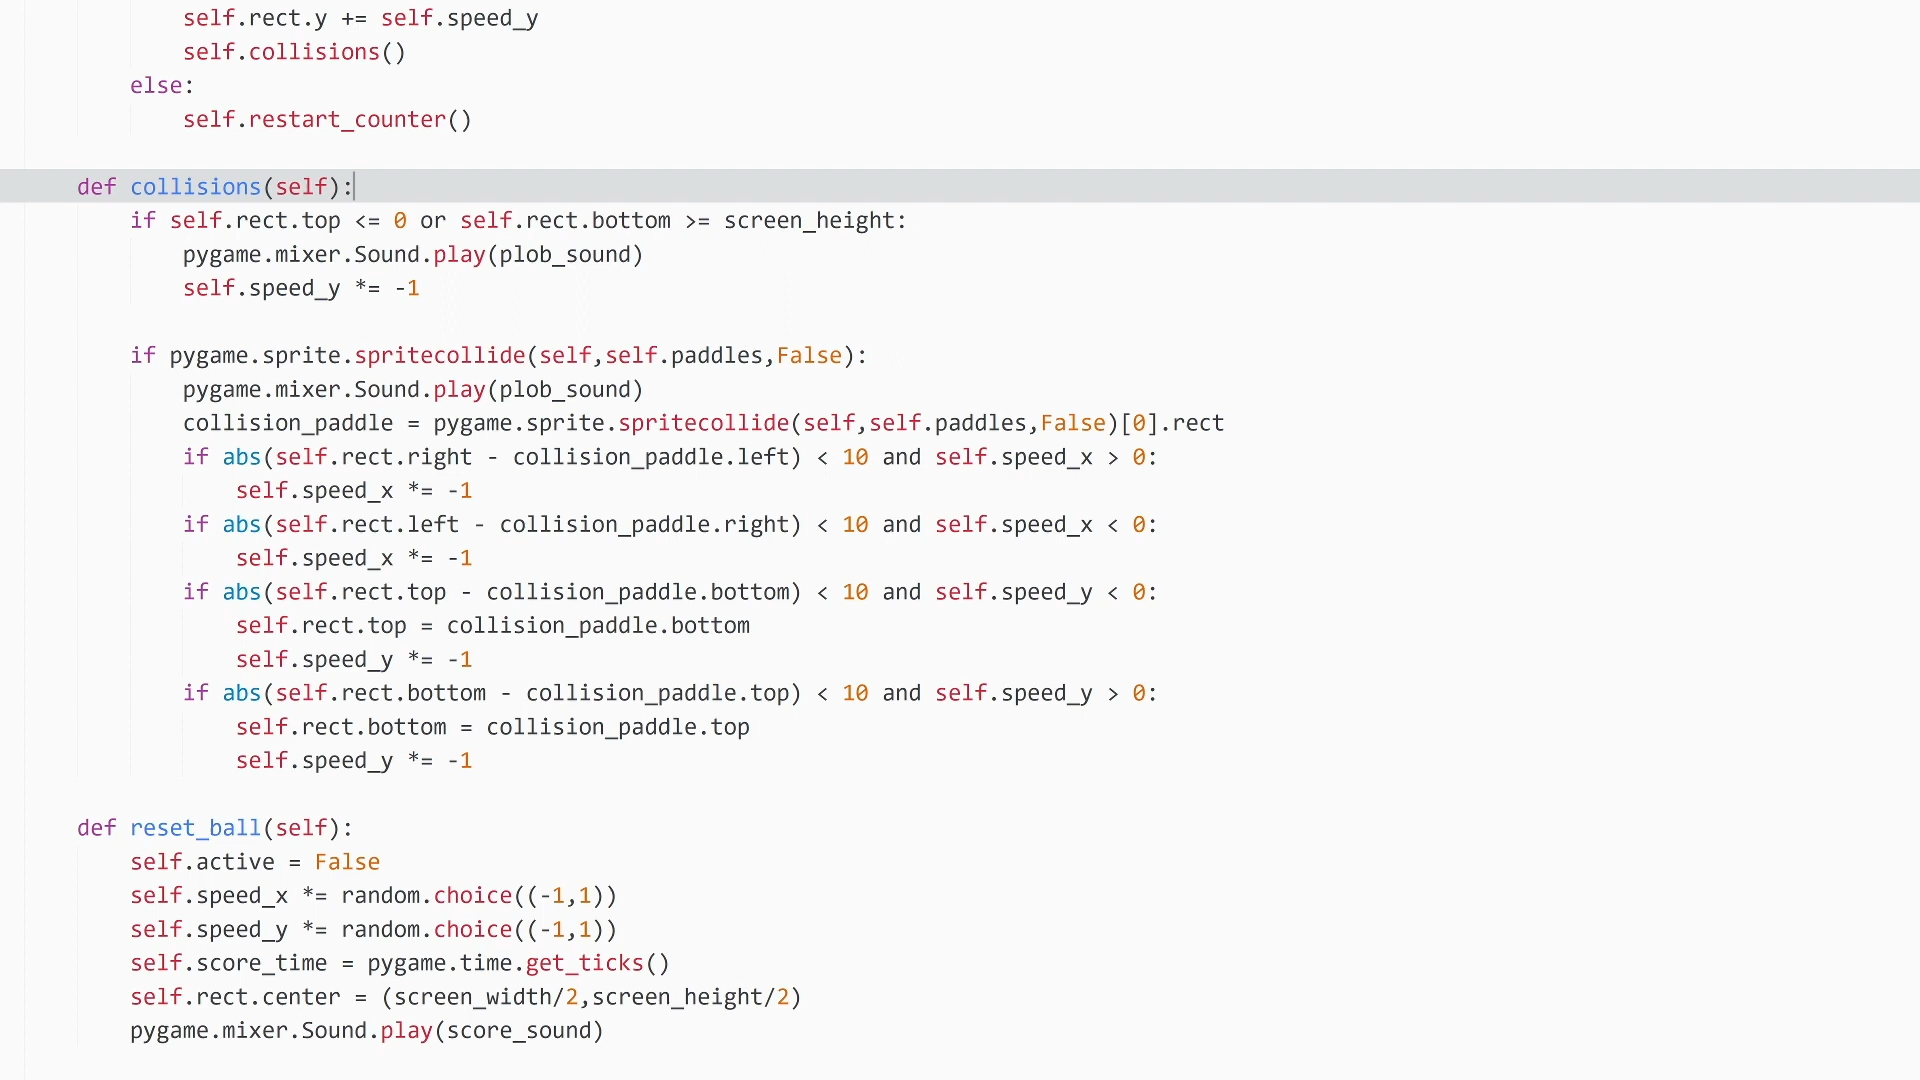 self.rect.y += self.speed_y
        self.collisions()
    else:
        self.restart_counter()

def collisions(self):
    if self.rect.top <= 0 or self.rect.bottom >= screen_height:
        pygame.mixer.Sound.play(plob_sound)
        self.speed_y *= -1

    if pygame.sprite.spritecollide(self,self.paddles,False):
        pygame.mixer.Sound.play(plob_sound)
        collision_paddle = pygame.sprite.spritecollide(self,self.paddles,False)[0].rect
        if abs(self.rect.right - collision_paddle.left) < 10 and self.speed_x > 0:
            self.speed_x *= -1
        if abs(self.rect.left - collision_paddle.right) < 10 and self.speed_x < 0:
            self.speed_x *= -1
        if abs(self.rect.top - collision_paddle.bottom) < 10 and self.speed_y < 0:
            self.rect.top = collision_paddle.bottom
            self.speed_y *= -1
        if abs(self.rect.bottom - collision_paddle.top) < 10 and self.speed_y > 0:
            self.rect.bottom = collision_paddle.top
            self.speed_y *= -1

def reset_ball(self):
    self.active = False
    self.speed_x *= random.choice((-1,1))
    self.speed_y *= random.choice((-1,1))
    self.score_time = pygame.time.get_ticks()
    self.rect.center = (screen_width/2,screen_height/2)
    pygame.mixer.Sound.play(score_sound)